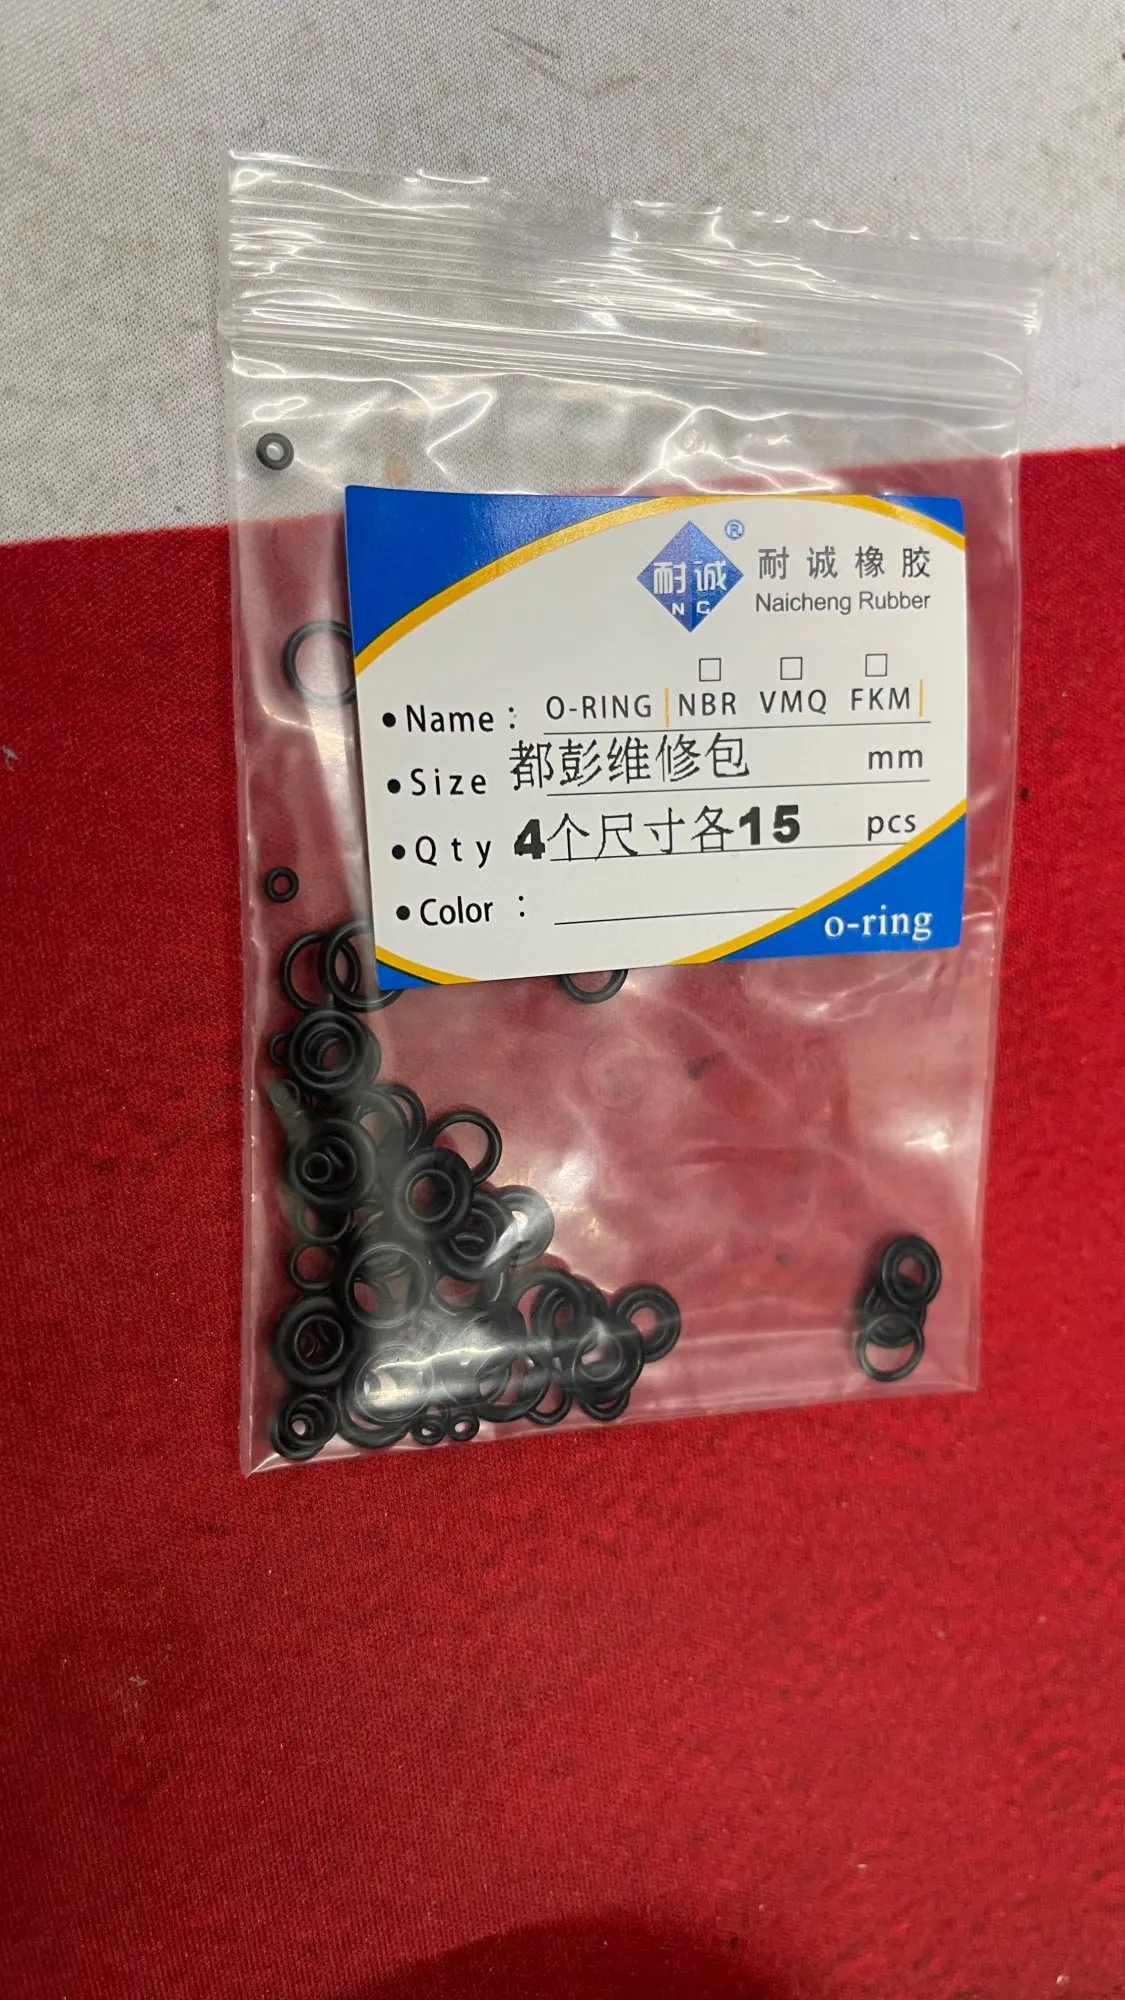 ®
耐诚
N C
耐诚橡胶
Naicheng Rubber
• Name： O-RING | □ NBR □ VMQ □ FKM |
• Size 都彭维修包 mm
• Qty 4个尺寸各15 pcs
• Color ：
o-ring